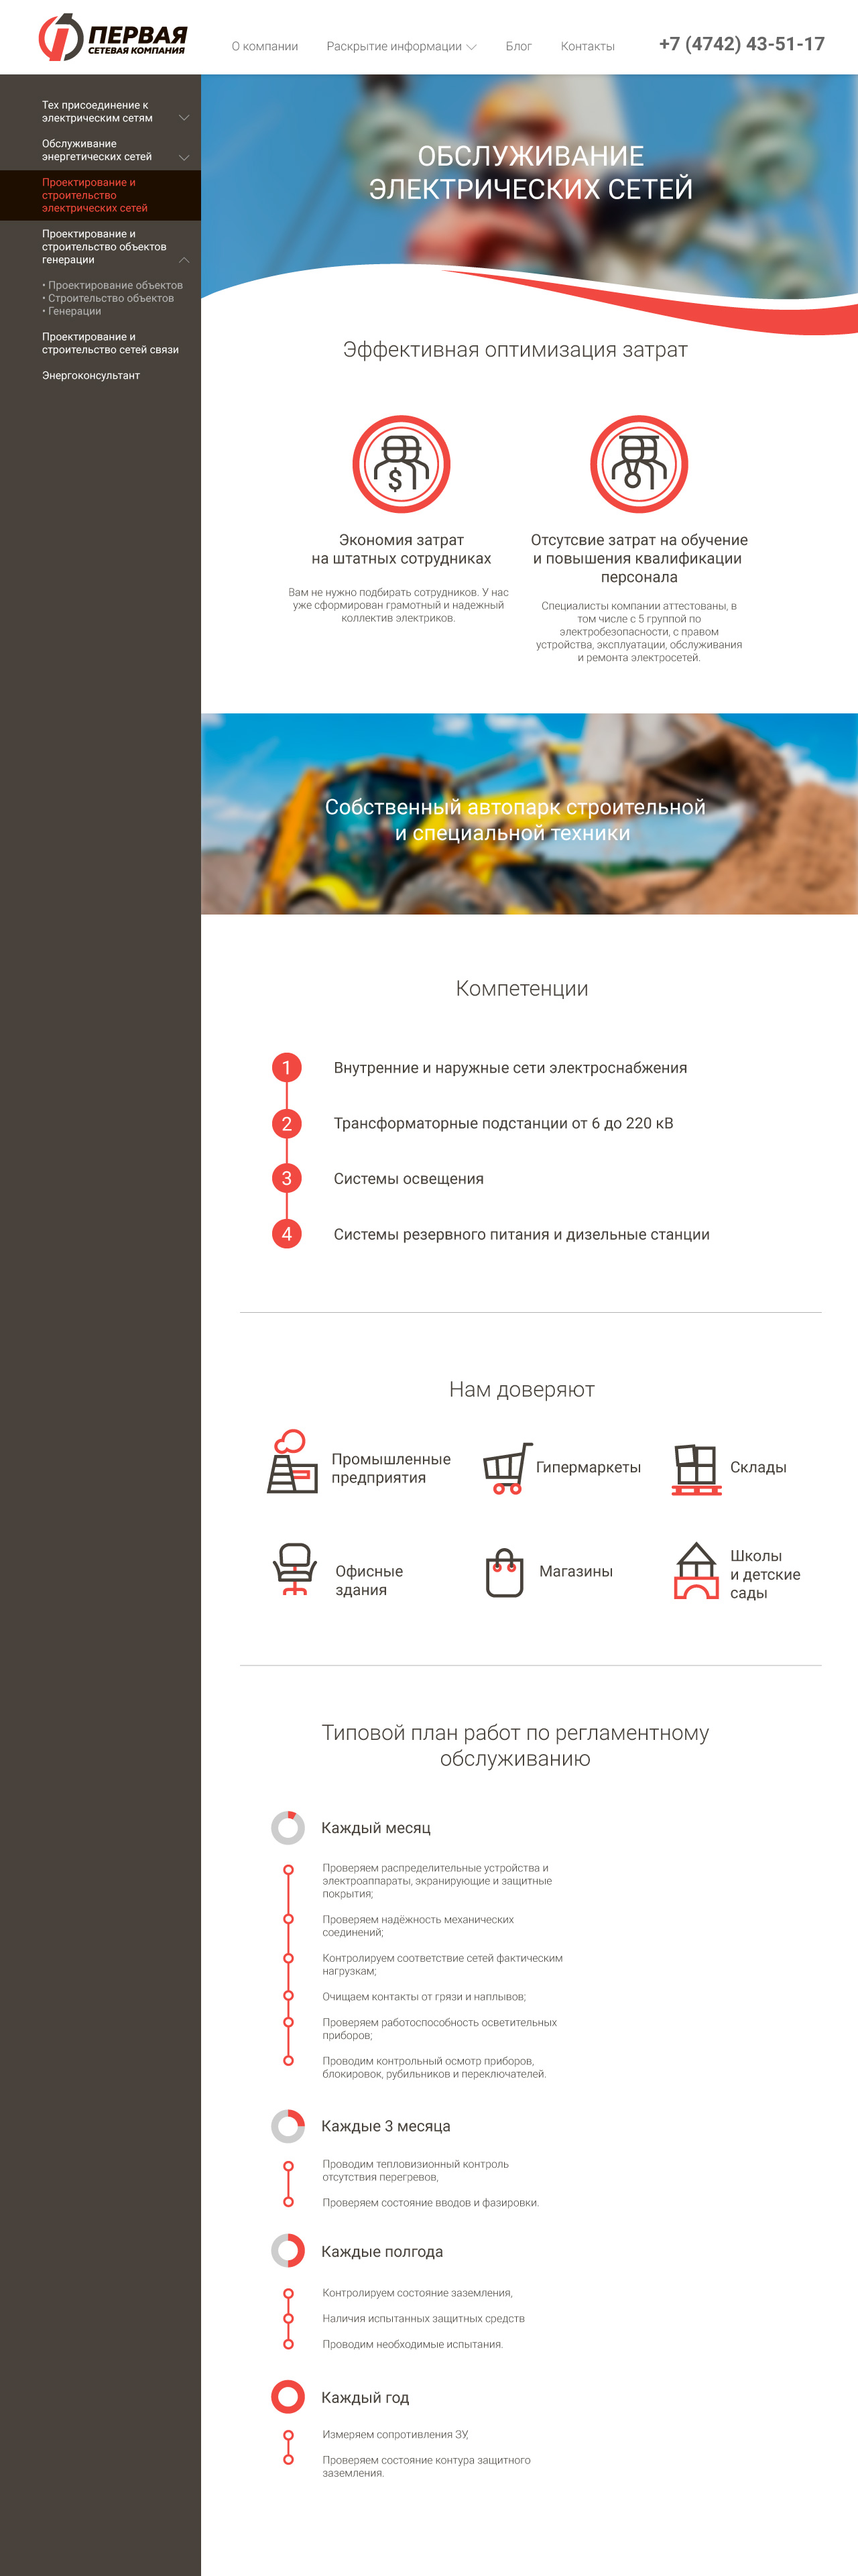 ПЕРВАЯ
СЕТЕВАЯ КОМПАНИЯ
О компании
Раскрытие информации
Блог
Контакты
+7 (4742) 43-51-17
Тех присоединение к
электрическим сетям
Обслуживание
энергетических сетей
Проектирование и
строительство
электрических сетей
Проектирование и
строительство объектов
генерации
• Проектирование объектов
• Строительство объектов
• Генерации
Проектирование и
строительство сетей связи
Энергоконсультант
ОБСЛУЖИВАНИЕ
ЭЛЕКТРИЧЕСКИХ СЕТЕЙ
Эффективная оптимизация затрат
$
Экономия затрат
на штатных сотрудниках
Вам не нужно подбирать сотрудников. У нас
уже сформирован грамотный и надежный
коллектив электриков.
Отсутсвие затрат на обучение
и повышения квалификации
персонала
Специалисты компании аттестованы, в
том числе с 5 группой по
электробезопасности, с правом
устройства, эксплуатации, обслуживания
и ремонта электросетей.
Собственный автопарк строительной
и специальной техники
Компетенции
1 Внутренние и наружные сети электроснабжения
2 Трансформаторные подстанции от 6 до 220 кВ
3 Системы освещения
4 Системы резервного питания и дизельные станции
Нам доверяют
Промышленные
предприятия
Гипермаркеты
Склады
Офисные
здания
Магазины
Школы
и детские
сады
Типовой план работ по регламентному
обслуживанию
Каждый месяц
Проверяем распределительные устройства и
электроаппараты, экранирующие и защитные
покрытия;
Проверяем надёжность механических
соединений;
Контролируем соответствие сетей фактическим
нагрузкам;
Очищаем контакты от грязи и наплывов;
Проверяем работоспособность осветительных
приборов;
Проводим контрольный осмотр приборов,
блокировок, рубильников и переключателей.
Каждые 3 месяца
Проводим тепловизионный контроль
отсутствия перегревов,
Проверяем состояние вводов и фазировки.
Каждые полгода
Контролируем состояние заземления,
Наличия испытанных защитных средств
Проводим необходимые испытания.
Каждый год
Измеряем сопротивления ЗУ,
Проверяем состояние контура защитного
заземления.